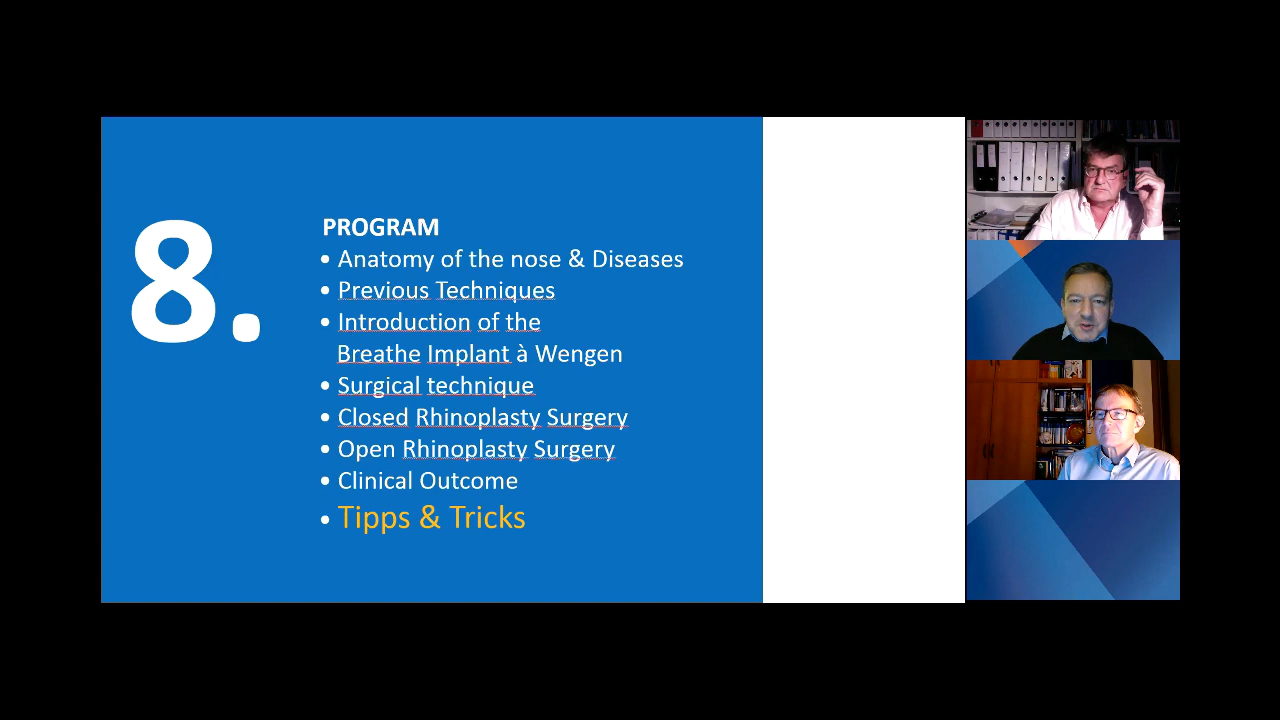 8.
PROGRAM
• Anatomy of the nose & Diseases
• Previous Techniques
• Introduction of the
Breathe Implant à Wengen
• Surgical technique
• Closed Rhinoplasty Surgery
• Open Rhinoplasty Surgery
• Clinical Outcome
• Tipps & Tricks